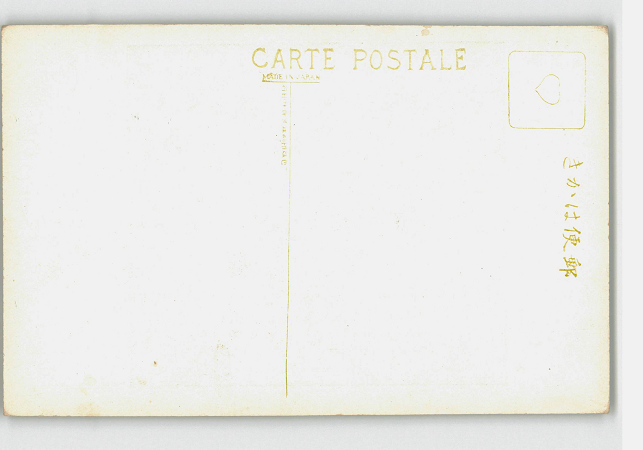 CARTE POSTALE
MADE IN JAPAN
きかは便郵